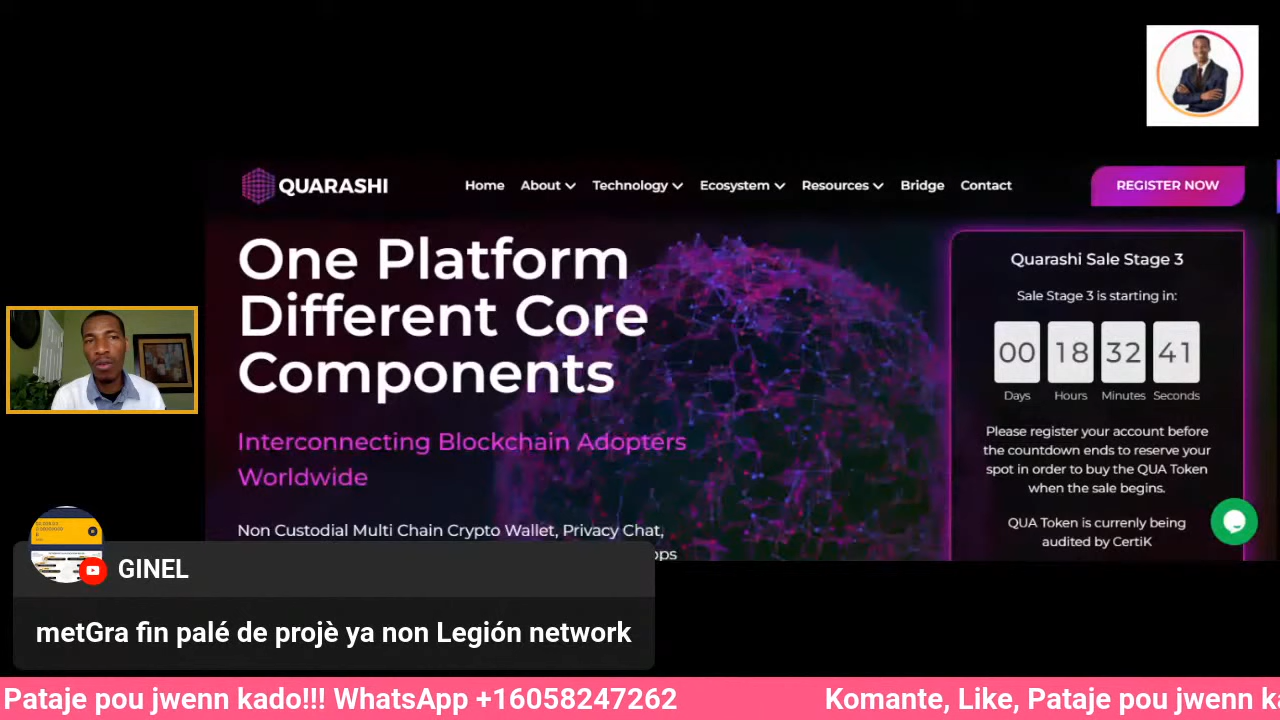 QUARASHI
Home About Technology Ecosystem Resources Bridge Contact
REGISTER NOW
One Platform
Different Core
Components
Interconnecting Blockchain Adopters
Worldwide
Non Custodial Multi Chain Crypto Wallet, Privacy Chat,
Quarashi Sale Stage 3
Sale Stage 3 is starting in:
00 18 32 41
Days Hours Minutes Seconds
Please register your account before
the countdown ends to reserve your
spot in order to buy the QUA Token
when the sale begins.
QUA Token is currenly being
audited by CertiK
GINEL
metGra fin palé de projè ya non Legión network
Pataje pou jwenn kado!!! WhatsApp +16058247262 Komante, Like, Pataje pou jwenn ka